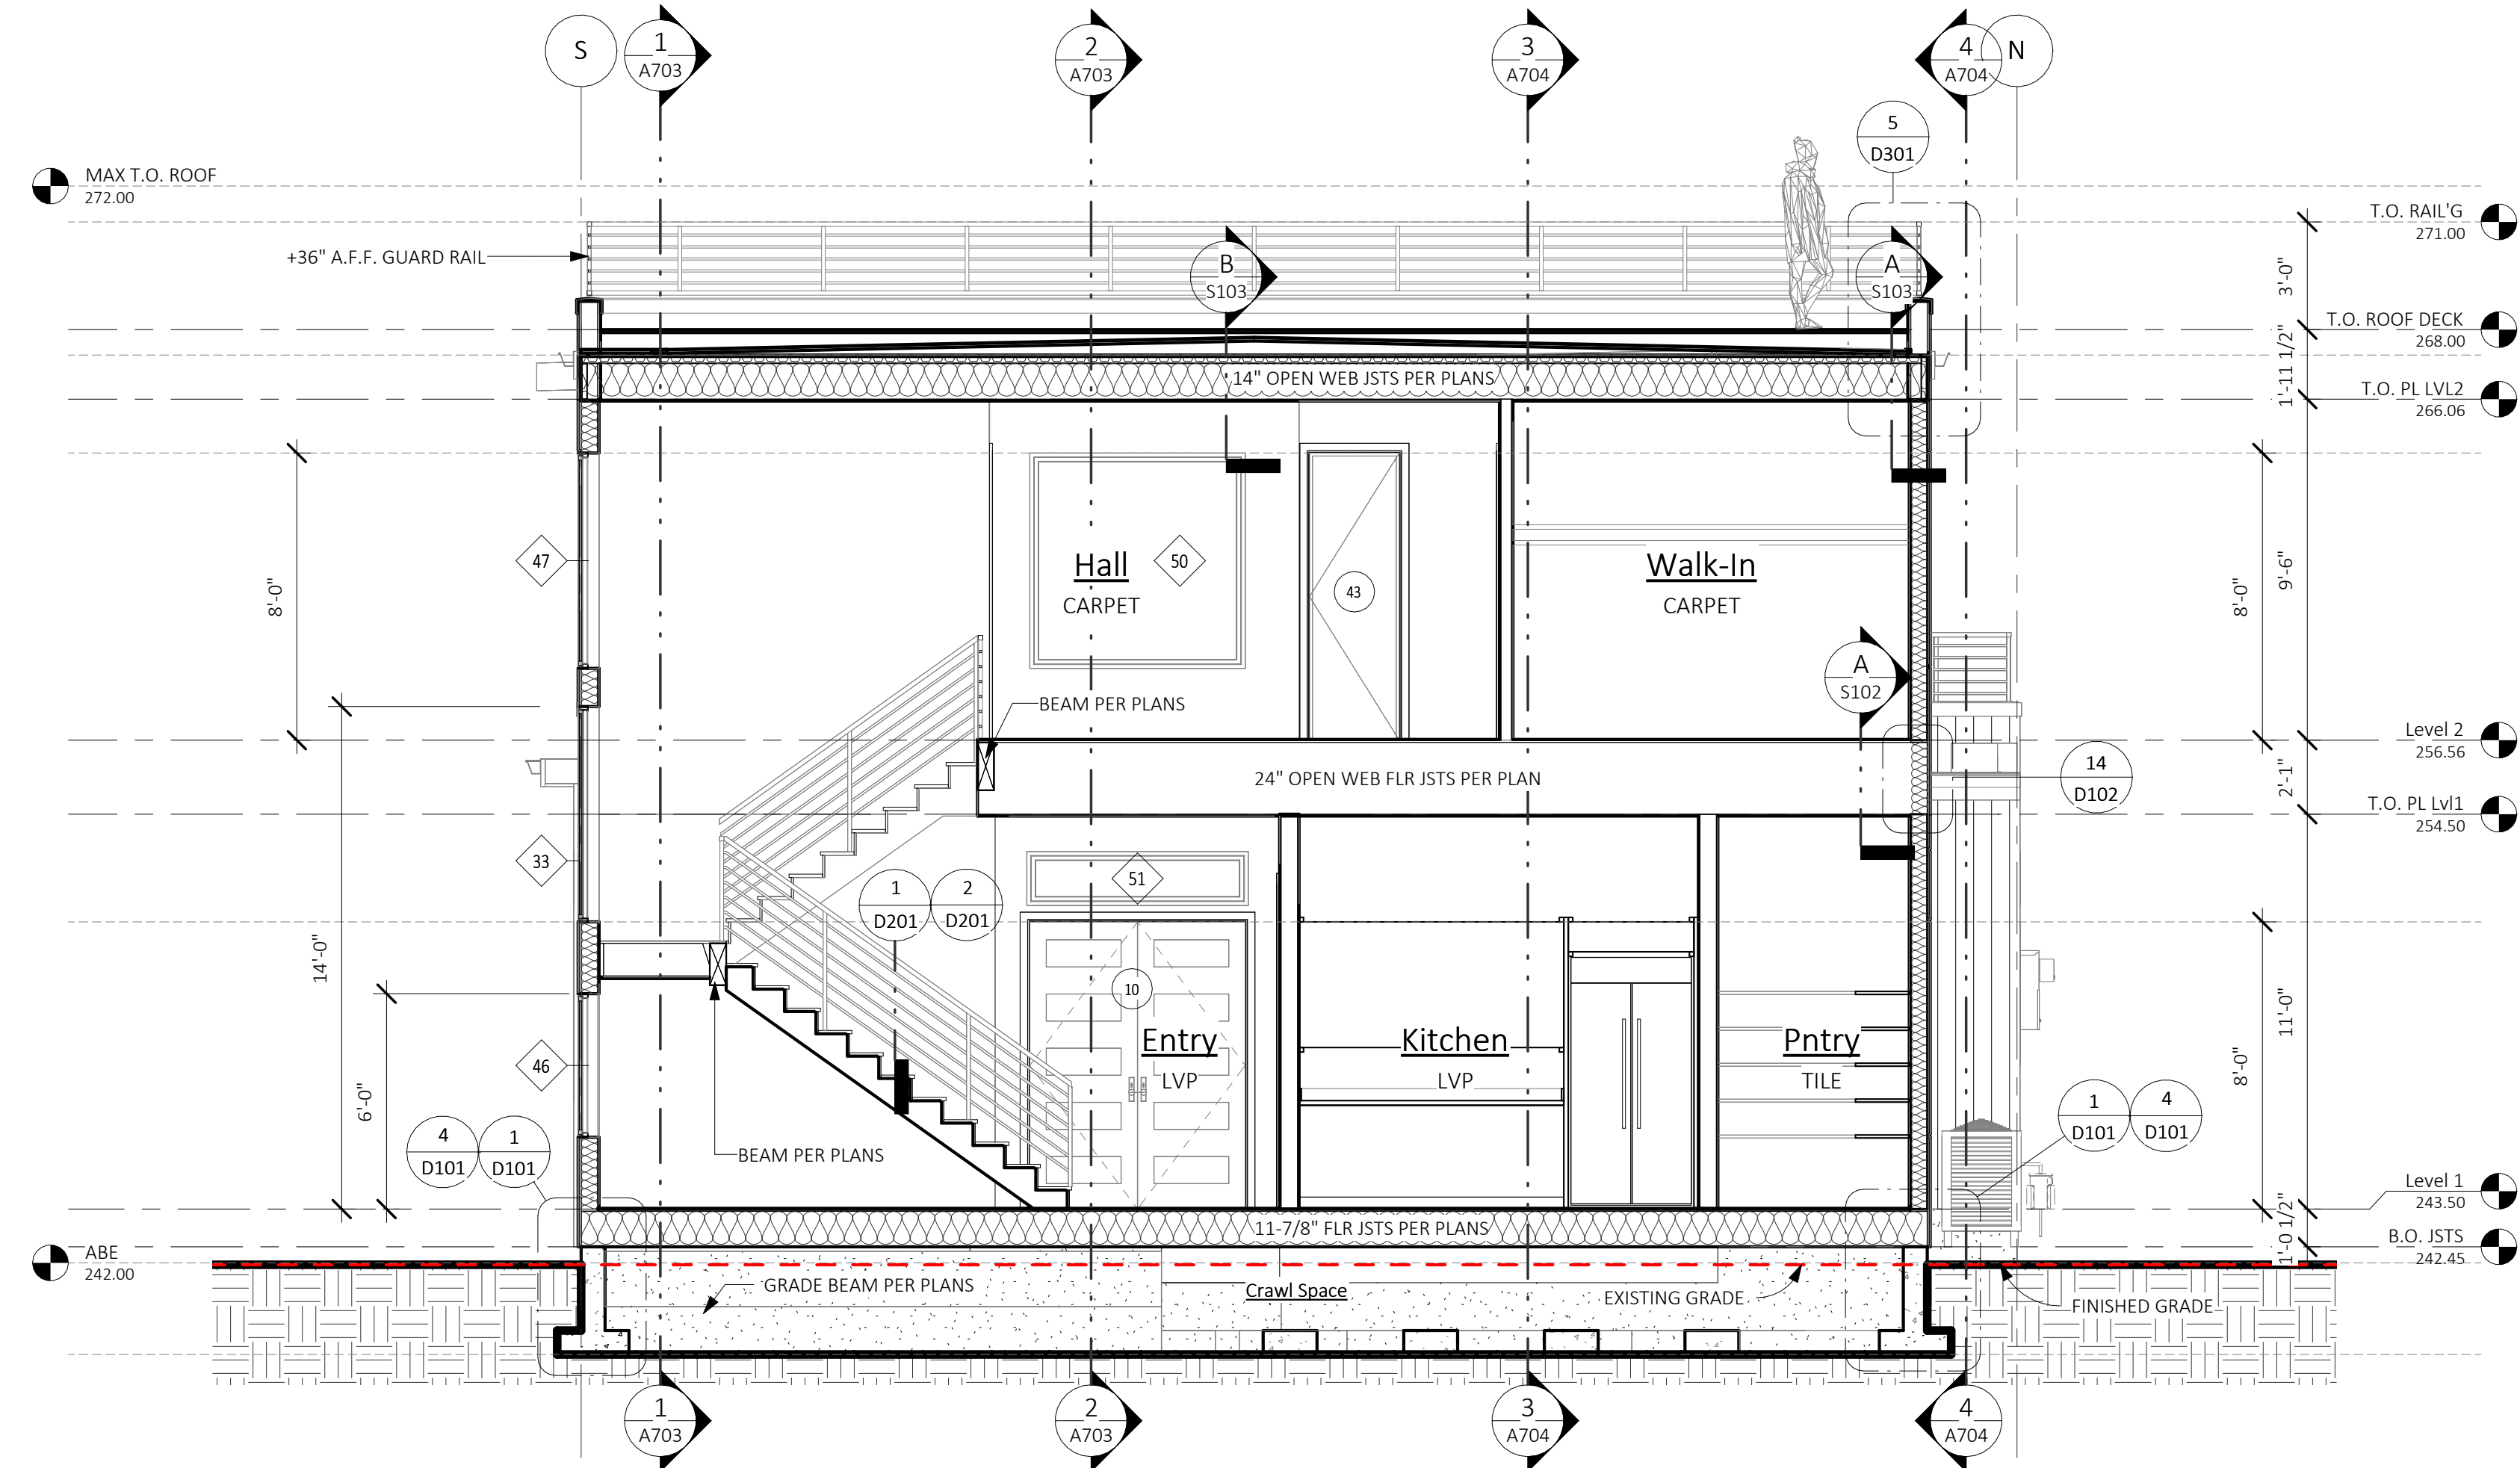 S
1
A703
2
A703
3
A704
4
A704
N
5
D301
MAX T.O. ROOF
272.00
T.O. RAIL'G
271.00
+36" A.F.F. GUARD RAIL
B
S103
A
S103
3'-0"
T.O. ROOF DECK
268.00
1'-11 1/2"
14" OPEN WEB JSTS PER PLANS
T.O. PL LVL2
266.06
47
Hall
CARPET
50
43
Walk-In
CARPET
8'-0"
8'-0"
9'-6"
A
S102
BEAM PER PLANS
Level 2
256.56
24" OPEN WEB FLR JSTS PER PLAN
14
D102
2'-1"
T.O. PL Lvl1
254.50
33
1
D201
2
D201
51
14'-0"
10
Entry
LVP
Kitchen
LVP
Pntry
TILE
11'-0"
8'-0"
46
6'-0"
4
D101
1
D101
BEAM PER PLANS
1
D101
4
D101
Level 1
243.50
11-7/8" FLR JSTS PER PLANS
1'-0 1/2"
B.O. JSTS
242.45
ABE
242.00
GRADE BEAM PER PLANS
Crawl Space
EXISTING GRADE
FINISHED GRADE
1
A703
2
A703
3
A704
4
A704